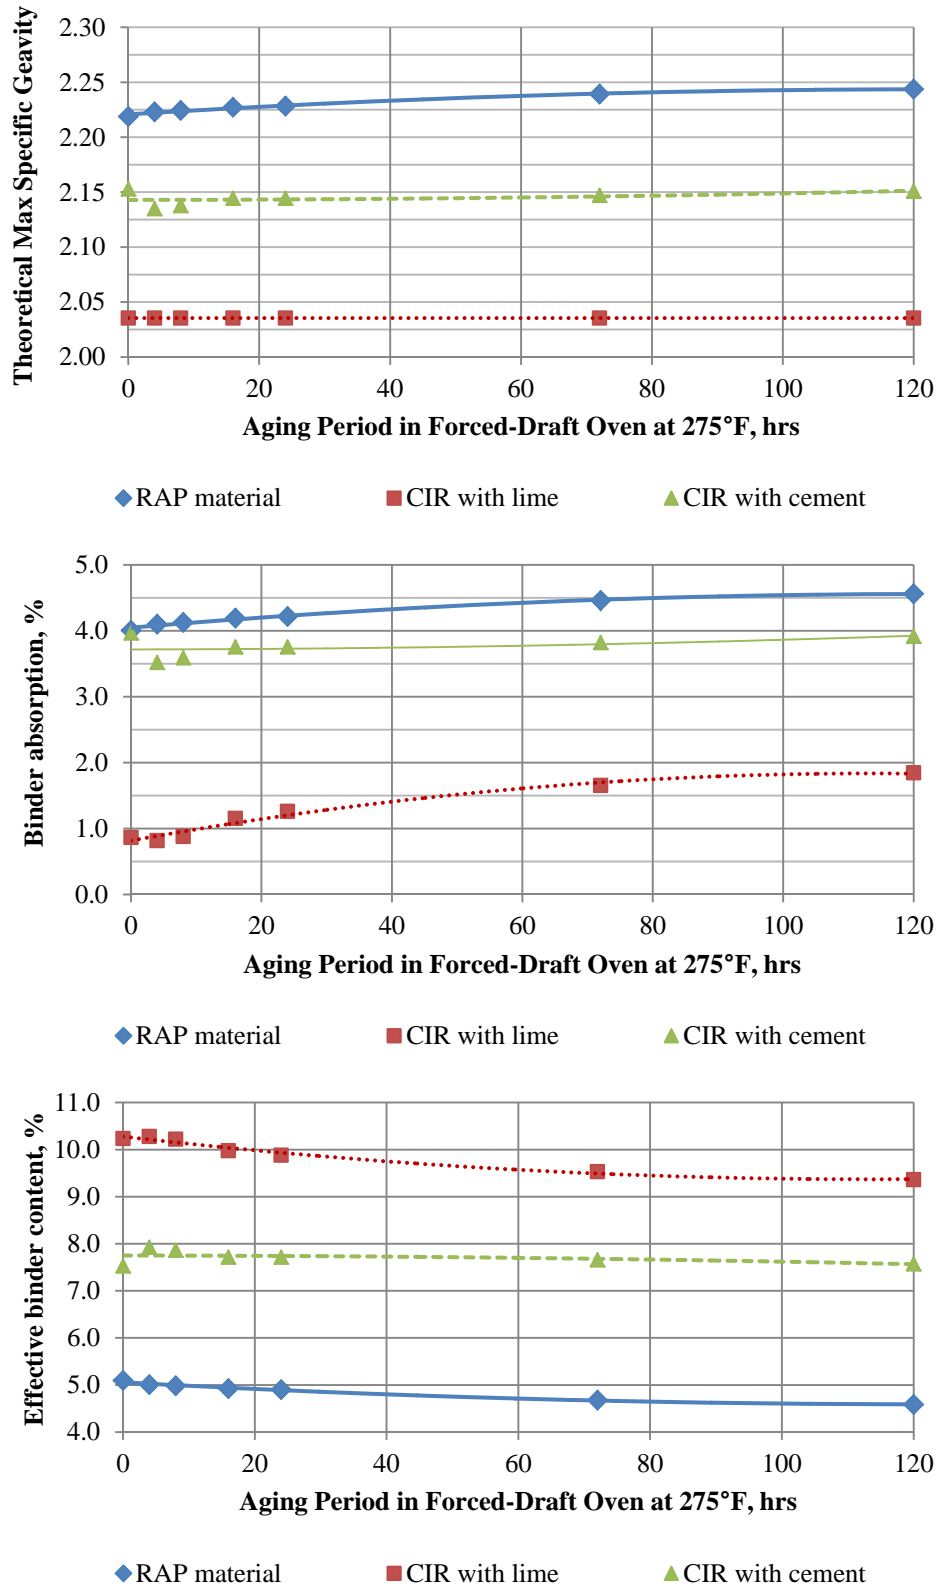 Theoretical Max Specific Geavity
2.30
2.25
2.20
2.15
2.10
2.05
2.00
0 20 40 60 80 100 120
Aging Period in Forced-Draft Oven at 275°F, hrs
RAP material CIR with lime CIR with cement
Binder absorption, %
5.0
4.0
3.0
2.0
1.0
0.0
0 20 40 60 80 100 120
Aging Period in Forced-Draft Oven at 275°F, hrs
RAP material CIR with lime CIR with cement
Effective binder content, %
11.0
10.0
9.0
8.0
7.0
6.0
5.0
4.0
0 20 40 60 80 100 120
Aging Period in Forced-Draft Oven at 275°F, hrs
RAP material CIR with lime CIR with cement